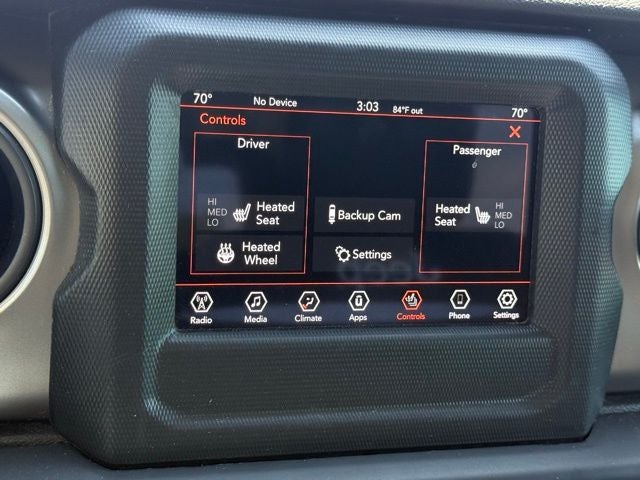 70° No Device 3:03 84°F out 70°
Controls
Driver
HI
MED
LO
Heated
Seat
Heated
Wheel
Backup Cam
Settings
Passenger
Heated
Seat
HI
MED
LO
Radio Media Climate Apps Controls Phone Settings